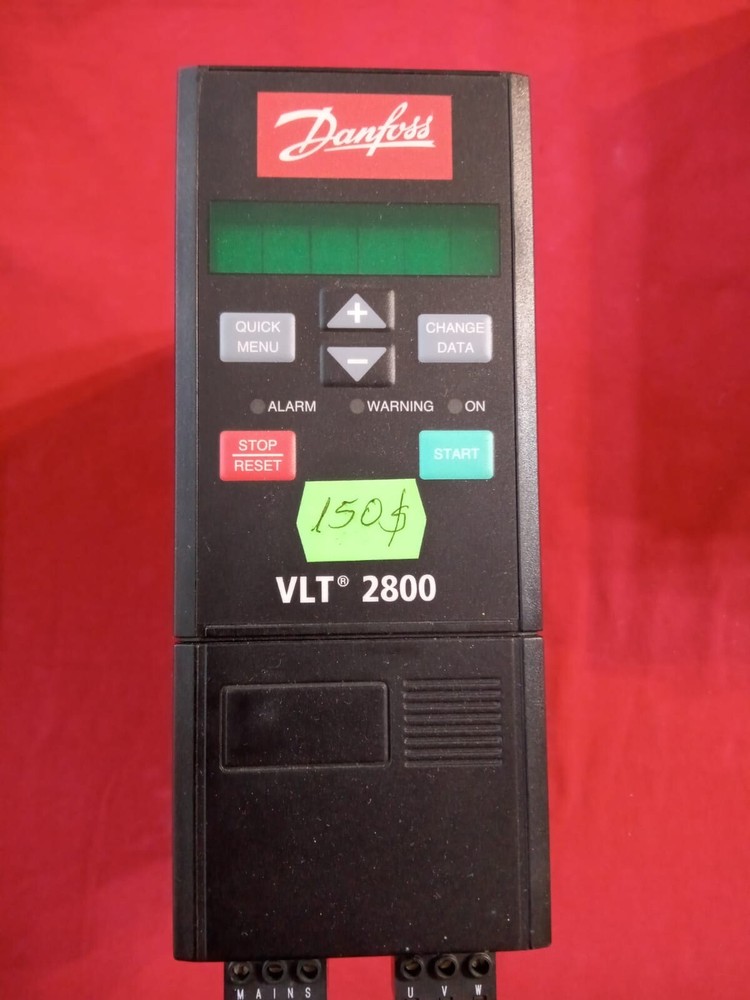 Danfoss
+
QUICK
MENU
CHANGE
DATA
-
ALARM WARNING ON
STOP
RESET
START
150$
VLT® 2800
MAINS U V W